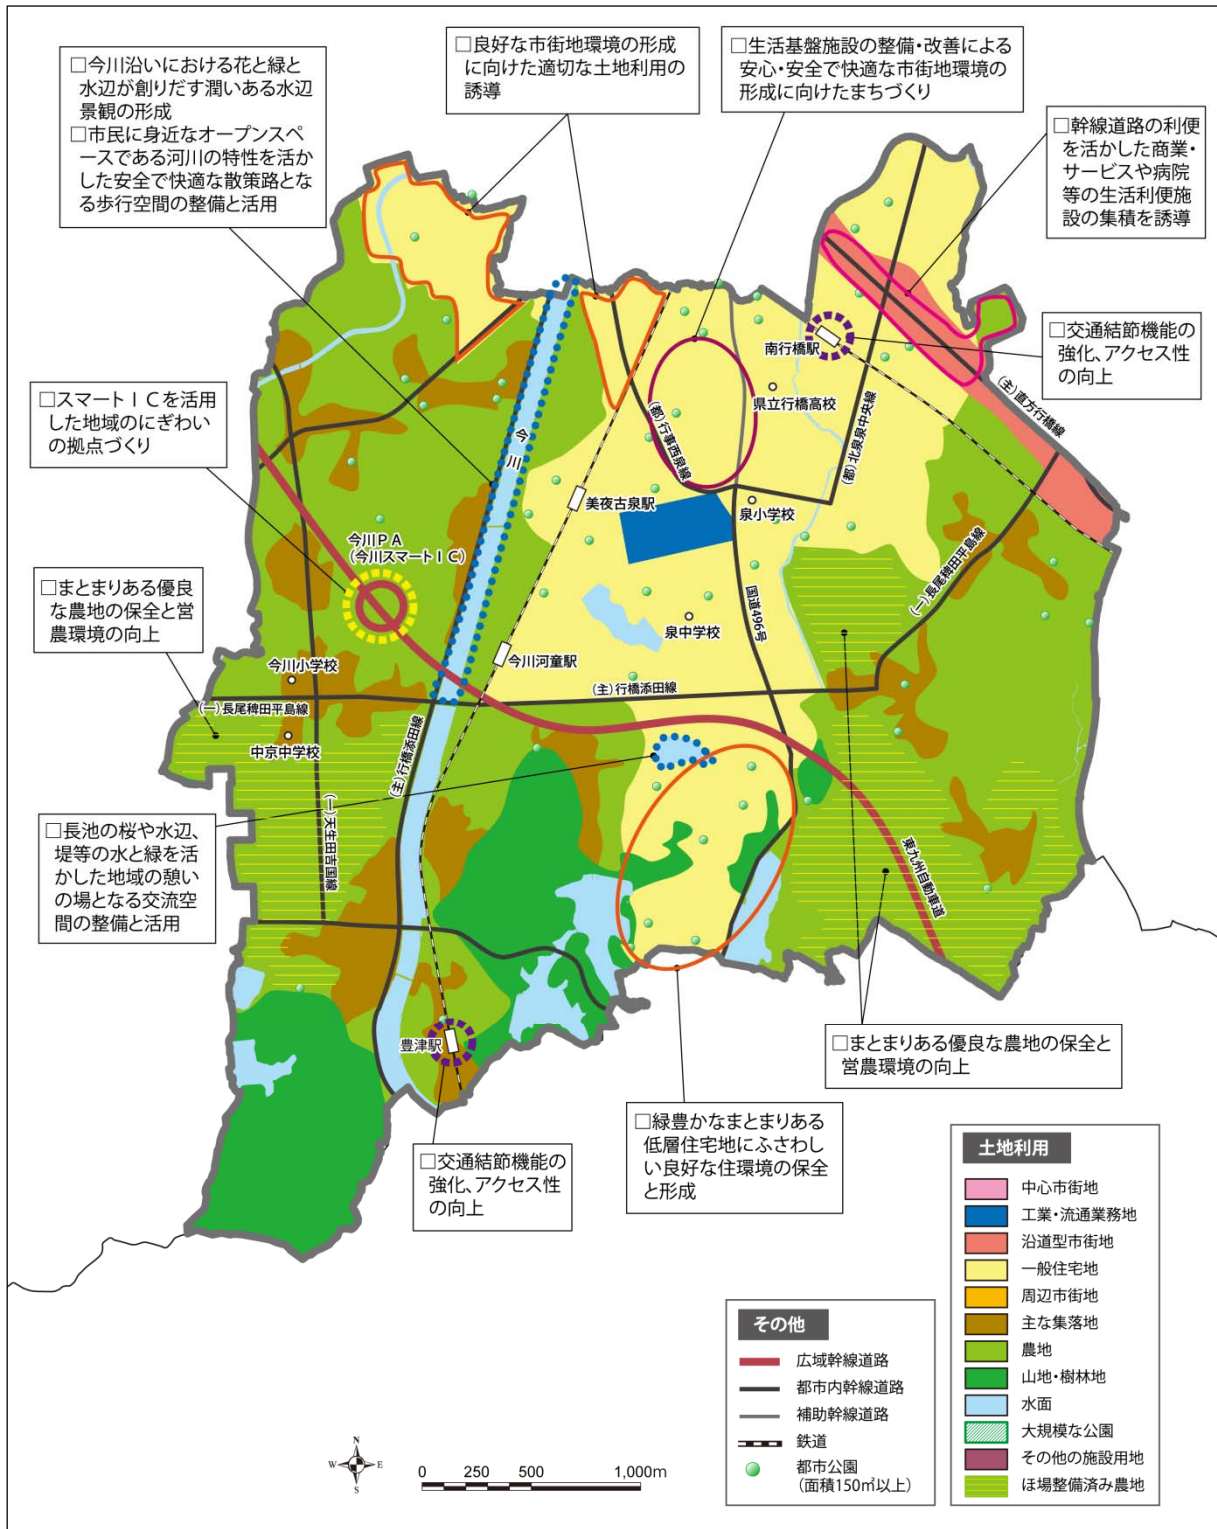 □今川沿いにおける花と緑と
水辺が創りだす潤いある水辺
景観の形成
□市民に身近なオープンスペ
ースである河川の特性を活か
した安全で快適な散策路とな
る歩行空間の整備と活用
□良好な市街地環境の形成
に向けた適切な土地利用の
誘導
□生活基盤施設の整備・改善による
安心・安全で快適な市街地環境の
形成に向けたまちづくり
□幹線道路の利便
を活かした商業・
サービスや病院
等の生活利便施
設の集積を誘導
□交通結節機能の
強化、アクセス性
の向上
□スマートＩＣを活用
した地域のにぎわい
の拠点づくり
□まとまりある優良
な農地の保全と営
農環境の向上
□長池の桜や水辺、
堤等の水と緑を活
かした地域の憩い
の場となる交流空
間の整備と活用
南行橋駅
県立行橋高校
(主)直方行橋線
(都)北泉泉中央線
(都)行事西泉線
今川
美夜古泉駅
泉小学校
今川ＰＡ
(今川スマートＩＣ)
(一)長尾稗田平島線
国道496号
泉中学校
今川河童駅
今川小学校
(主)行橋添田線
(一)長尾稗田平島線
中京中学校
(主)行橋添田線
(一)天生田吉国線
東九州自動車道
豊津駅
□まとまりある優良な農地の保全と
営農環境の向上
□緑豊かなまとまりある
低層住宅地にふさわし
い良好な住環境の保全
と形成
□交通結節機能の
強化、アクセス性
の向上
土地利用
中心市街地
工業・流通業務地
沿道型市街地
一般住宅地
周辺市街地
主な集落地
農地
山地・樹林地
水面
大規模な公園
その他の施設用地
ほ場整備済み農地
その他
広域幹線道路
都市内幹線道路
補助幹線道路
鉄道
都市公園
(面積150㎡以上)
N
W E
S
0 250 500 1,000m